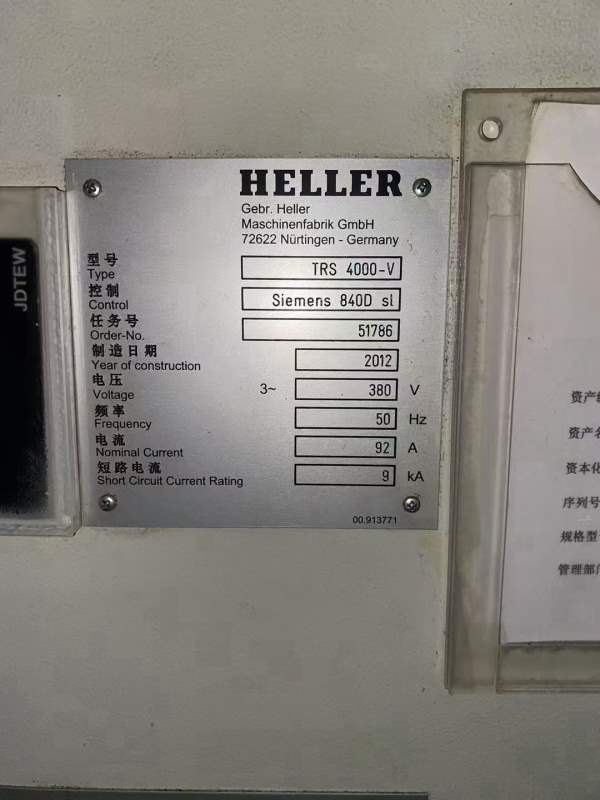 HELLER
Gebr. Heller
Maschinenfabrik GmbH
72622 Nürtingen - Germany
型号
Type TRS 4000-V
控制
Control Siemens 840D sl
任务号
Order-No. 51786
制造日期
Year of construction 2012
电压
Voltage 3~ 380 V
频率
Frequency 50 Hz
电流
Nominal Current 92 A
短路电流
Short Circuit Current Rating 9 kA
00.913771
JDTEW
资产
资产名
资本化
序列号
规格型
管理部门